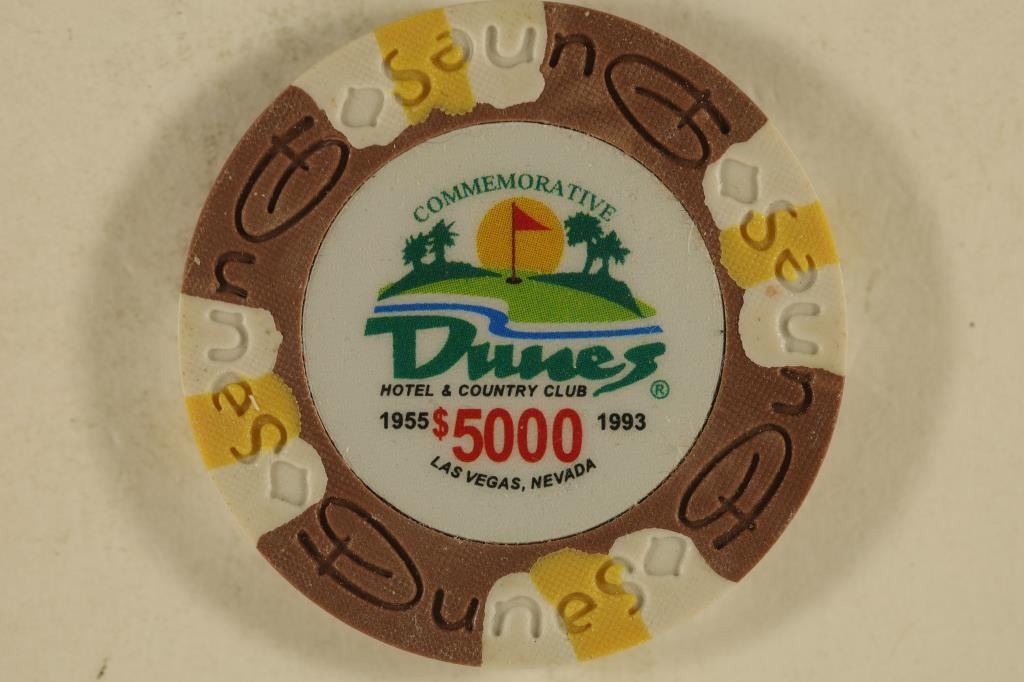 COMMEMORATIVE
Dunes®
HOTEL & COUNTRY CLUB
1955 $5000 1993
LAS VEGAS, NEVADA
Dunes
Dunes
Dunes
Dunes